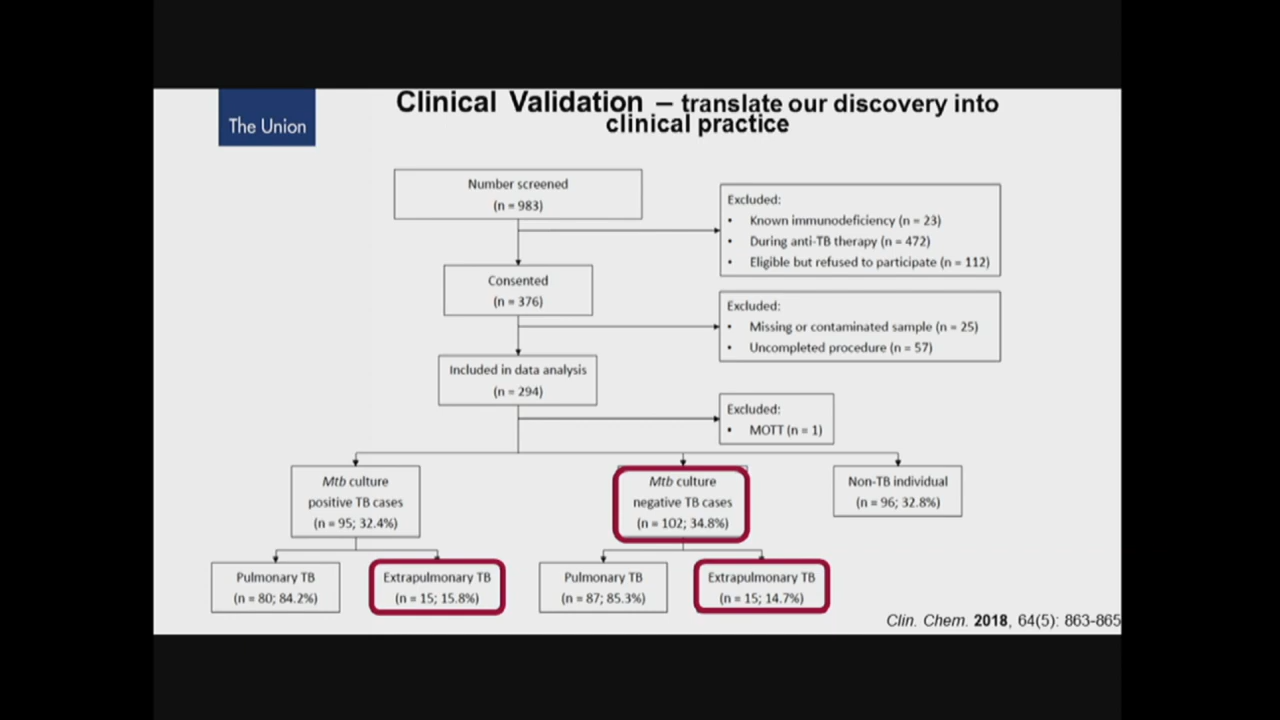 The Union
Clinical Validation – translate our discovery into
clinical practice
Number screened
(n = 983)
Excluded:
• Known immunodeficiency (n = 23)
• During anti-TB therapy (n = 472)
• Eligible but refused to participate (n = 112)
Consented
(n = 376)
Excluded:
• Missing or contaminated sample (n = 25)
• Uncompleted procedure (n = 57)
Included in data analysis
(n = 294)
Excluded:
• MOTT (n = 1)
Mtb culture
positive TB cases
(n = 95; 32.4%)
Mtb culture
negative TB cases
(n = 102; 34.8%)
Non-TB individual
(n = 96; 32.8%)
Pulmonary TB
(n = 80; 84.2%)
Extrapulmonary TB
(n = 15; 15.8%)
Pulmonary TB
(n = 87; 85.3%)
Extrapulmonary TB
(n = 15; 14.7%)
Clin. Chem. 2018, 64(5): 863-865